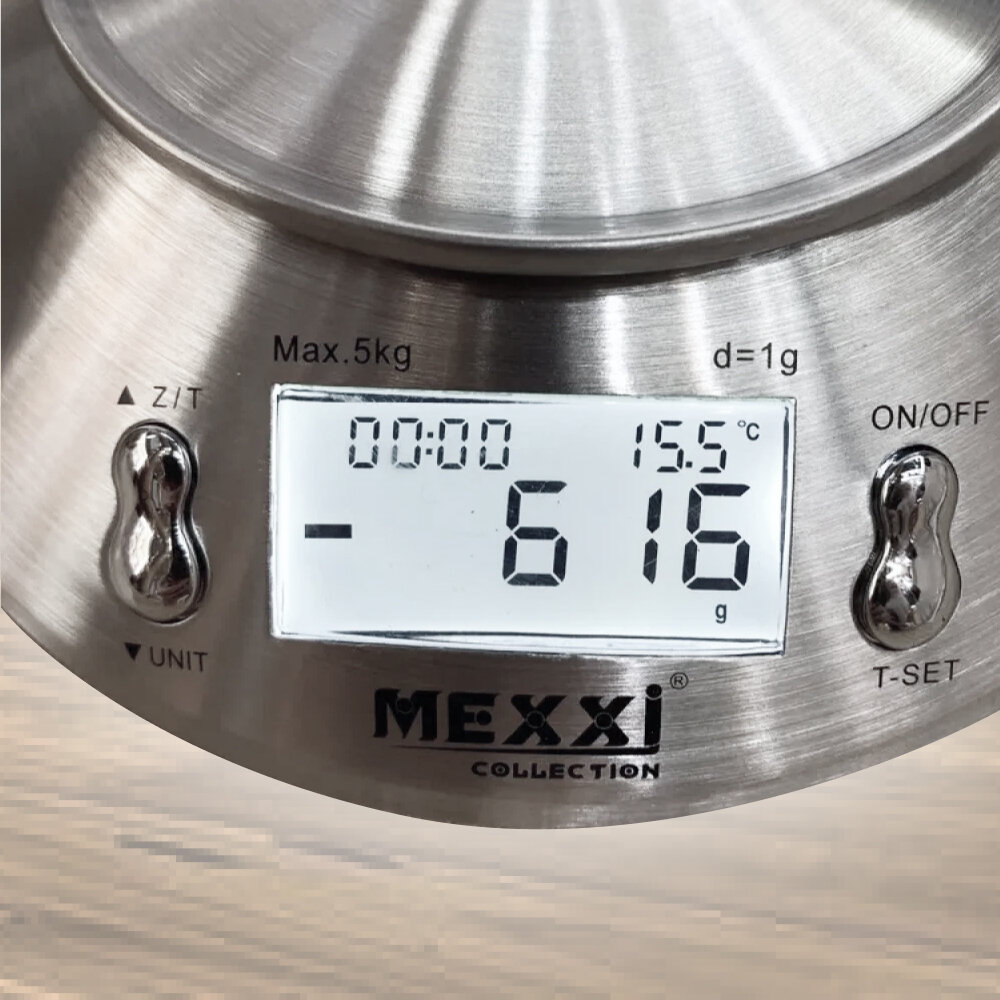 Max.5kg d=1g
▲ Z/T ON/OFF
00:00 15.5 °C
- 616
g
▼ UNIT T-SET
MEXXi®
COLLECTION